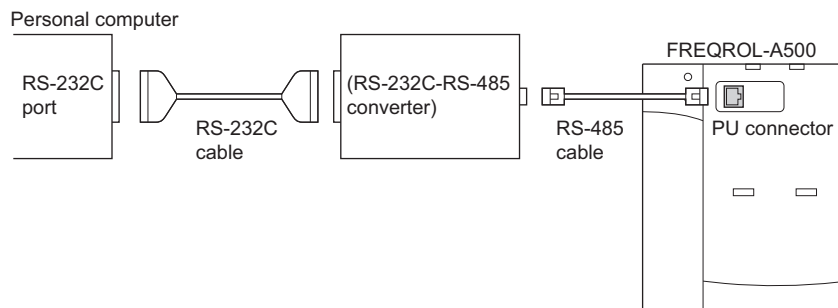 Personal computer
FREQROL-A500
RS-232C
port
(RS-232C-RS-485
converter)
RS-232C
cable
RS-485
cable
PU connector